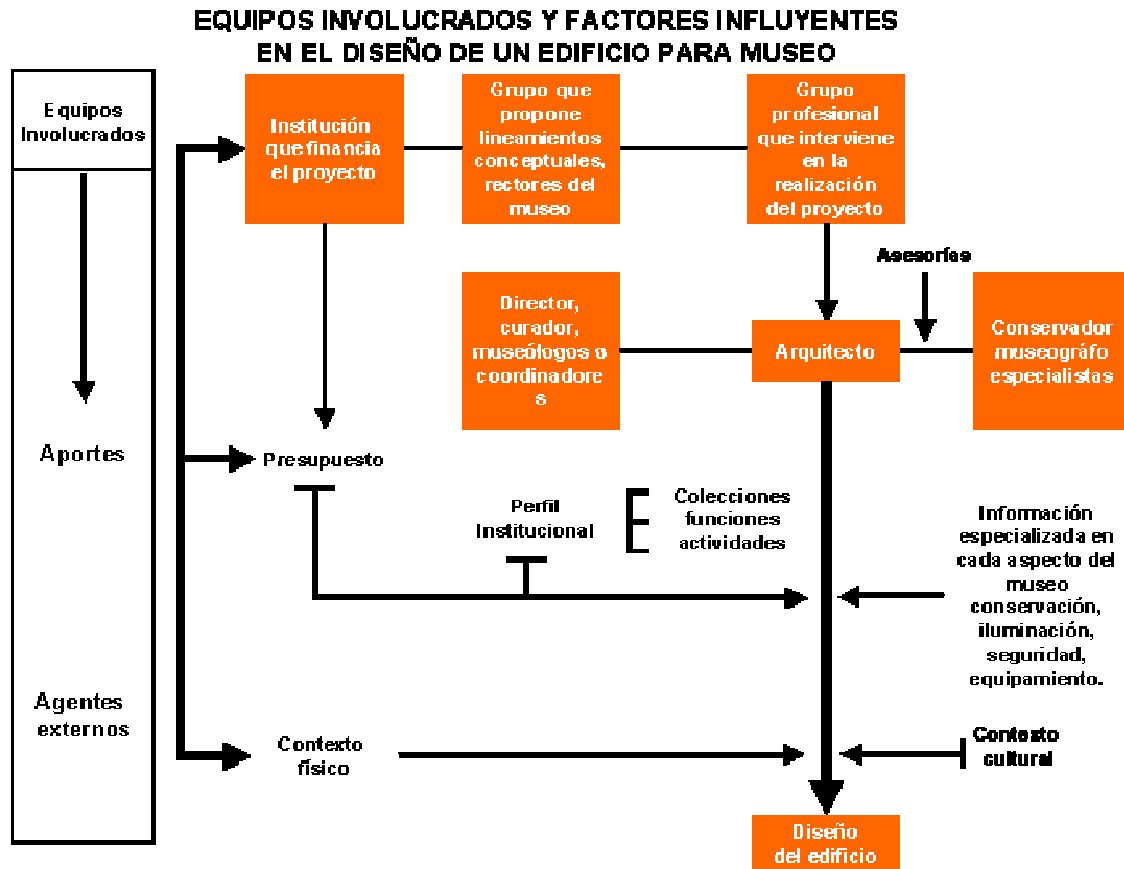 EQUIPOS INVOLUCRADOS Y FACTORES INFLUYENTES
EN EL DISEÑO DE UN EDIFICIO PARA MUSEO
Equipos
Involucrados
Institución
que financia
el proyecto
Grupo que
propone
lineamientos
conceptuales,
rectores del
museo
Grupo
profesional
que interviene
en la
realización
del proyecto
Asesorías
Director,
curador,
museólogos o
coordinadore
s
Arquitecto
Conservador
museográfo
especialistas
Aportes
Presupuesto
Perfil
Institucional
Colecciones
funciones
actividades
Información
especializada en
cada aspecto del
museo
conservación,
iluminación,
seguridad,
equipamiento.
Agentes
externos
Contexto
físico
Contexto
cultural
Diseño
del edificio